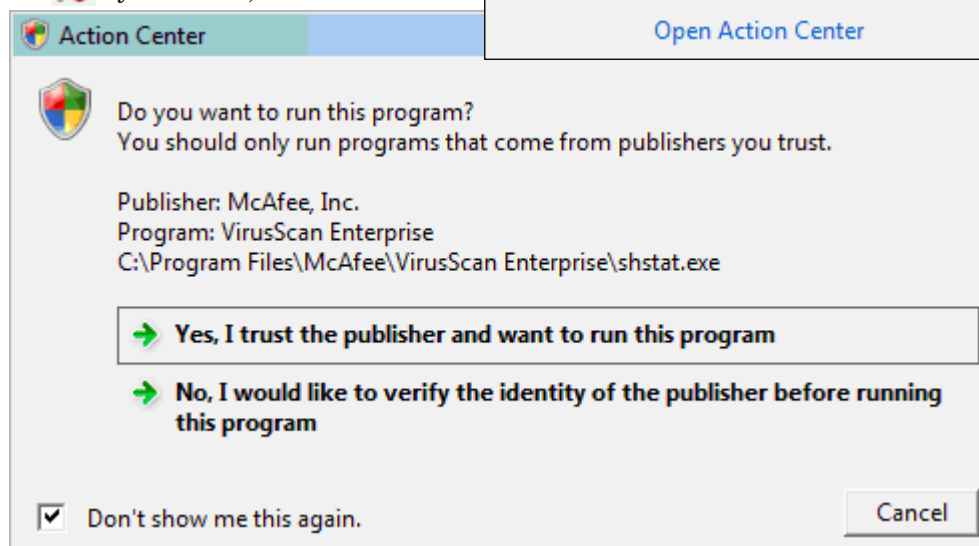 Action Center
Open Action Center
Do you want to run this program?
You should only run programs that come from publishers you trust.
Publisher: McAfee, Inc.
Program: VirusScan Enterprise
C:\Program Files\McAfee\VirusScan Enterprise\shstat.exe
Yes, I trust the publisher and want to run this program
No, I would like to verify the identity of the publisher before running
this program
Don't show me this again.
Cancel